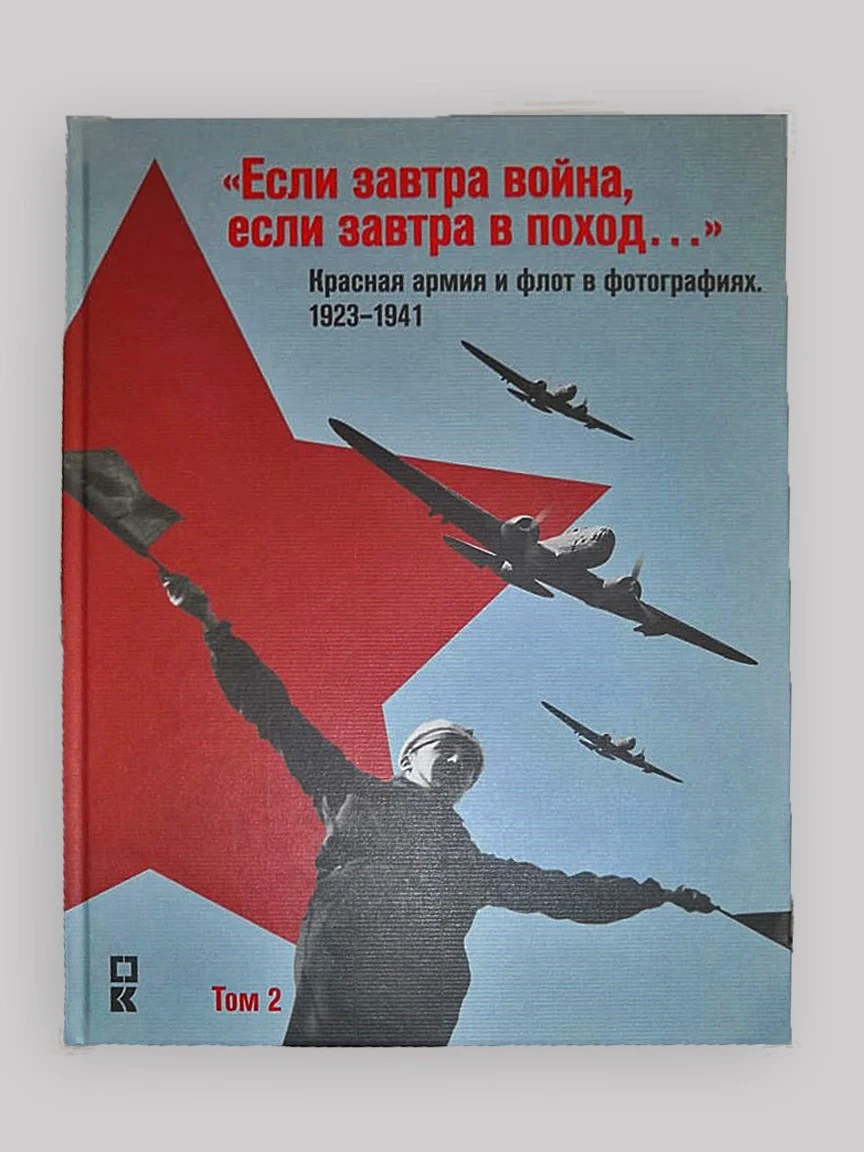 «Если завтра война,
если завтра в поход...»
Красная армия и флот в фотографиях.
1923–1941
Том 2